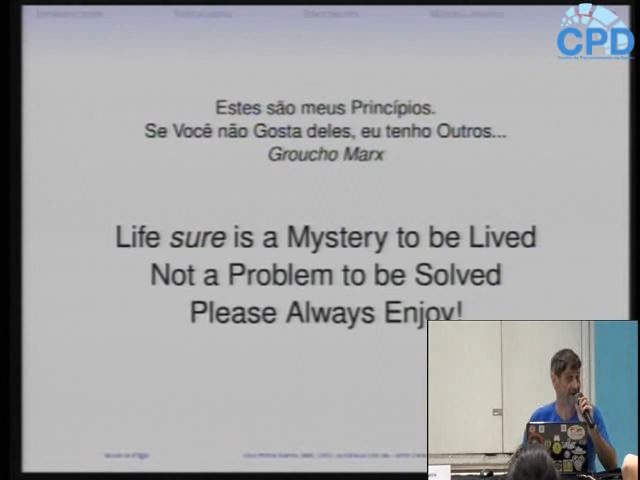 CPD
Estes são meus Princípios.
Se Você não Gosta deles, eu tenho Outros...
Groucho Marx
Life sure is a Mystery to be Lived
Not a Problem to be Solved
Please Always Enjoy!